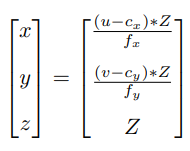 x = (u−c_x)*Z / f_x
y = (v−c_y)*Z / f_y
z = Z